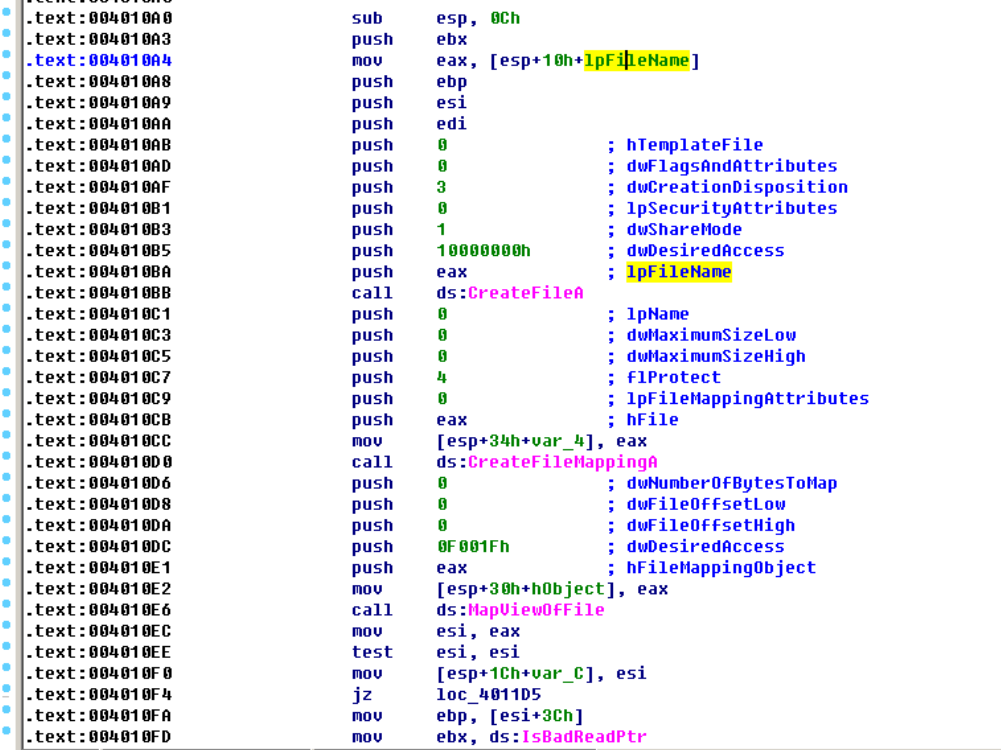 .text:004010A0 sub esp, 0Ch
.text:004010A3 push ebx
.text:004010A4 mov eax, [esp+10h+lpFileName]
.text:004010A8 push ebp
.text:004010A9 push esi
.text:004010AA push edi
.text:004010AB push 0 ; hTemplateFile
.text:004010AD push 0 ; dwFlagsAndAttributes
.text:004010AF push 3 ; dwCreationDisposition
.text:004010B1 push 0 ; lpSecurityAttributes
.text:004010B3 push 1 ; dwShareMode
.text:004010B5 push 10000000h ; dwDesiredAccess
.text:004010BA push eax ; lpFileName
.text:004010BB call ds:CreateFileA
.text:004010C1 push 0 ; lpName
.text:004010C3 push 0 ; dwMaximumSizeLow
.text:004010C5 push 0 ; dwMaximumSizeHigh
.text:004010C7 push 4 ; flProtect
.text:004010C9 push 0 ; lpFileMappingAttributes
.text:004010CB push eax ; hFile
.text:004010CC mov [esp+34h+var_4], eax
.text:004010D0 call ds:CreateFileMappingA
.text:004010D6 push 0 ; dwNumberOfBytesToMap
.text:004010D8 push 0 ; dwFileOffsetLow
.text:004010DA push 0 ; dwFileOffsetHigh
.text:004010DC push 0F001Fh ; dwDesiredAccess
.text:004010E1 push eax ; hFileMappingObject
.text:004010E2 mov [esp+30h+hObject], eax
.text:004010E6 call ds:MapViewOfFile
.text:004010EC mov esi, eax
.text:004010EE test esi, esi
.text:004010F0 mov [esp+1Ch+var_C], esi
.text:004010F4 jz loc_4011D5
.text:004010FA mov ebp, [esi+3Ch]
.text:004010FD mov ebx, ds:IsBadReadPtr